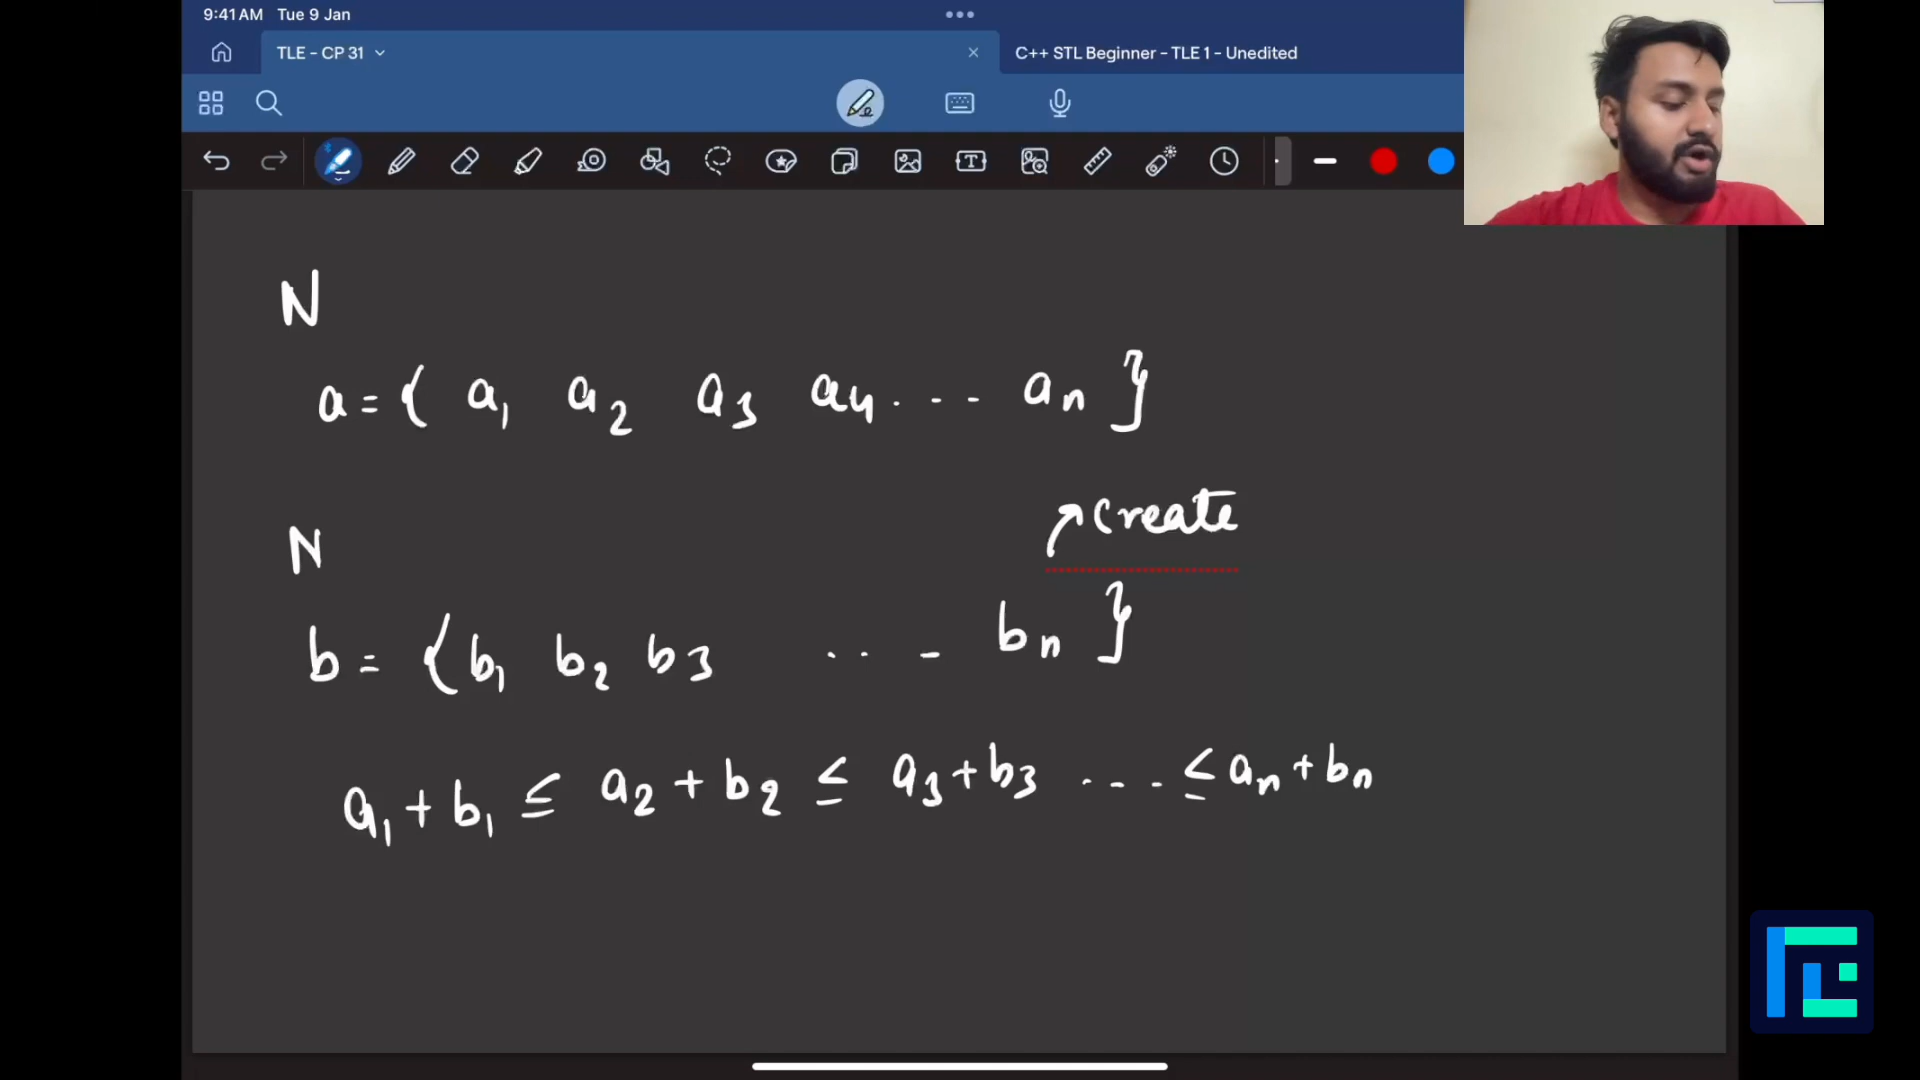 9:41 AM Tue 9 Jan
TLE - CP 31
C++ STL Beginner - TLE 1 - Unedited
N
a = { a₁ a₂ a₃ a₄ . - - - aₙ }
N
create
b = { b₁ b₂ b₃ . . - bₙ }
a₁ + b₁ ≤ a₂ + b₂ ≤ a₃ + b₃ . - - - ≤ aₙ + bₙ